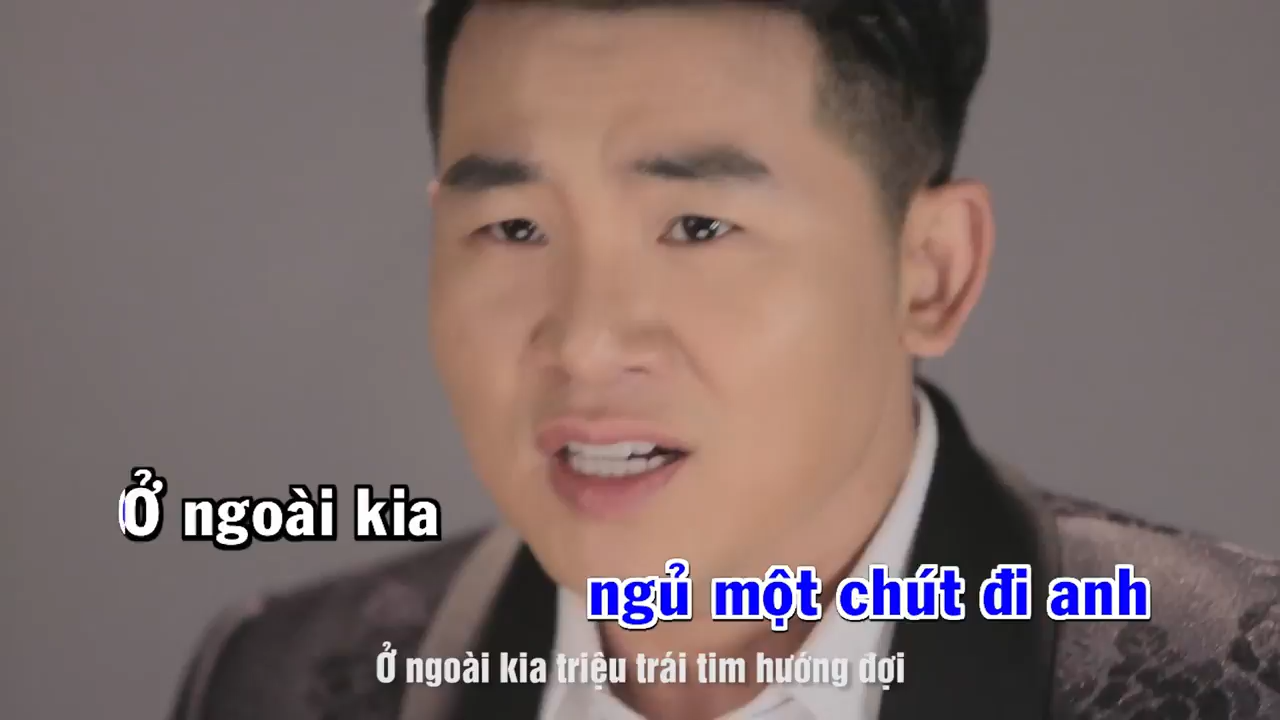 Ở ngoài kia
ngủ một chút đi anh
Ở ngoài kia triệu trái tim hướng đợi